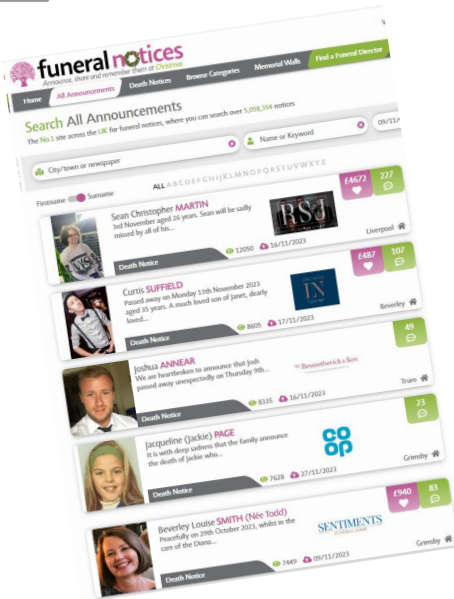 funeral notices
Announce, share and remember them at Christmas
Home All Announcements Death Notices Browse Categories Memorial Walls Find a Funeral Director
Search All Announcements
The No.1 site across the UK for funeral notices, where you can search over 5,058,354 notices
City/town or newspaper Name or Keyword 09/11/
Firstname Surname ALL A B C D E F G H I J K L M N O P Q R S T U V W X Y Z
£4672 227
Sean Christopher MARTIN
3rd November aged 26 years. Sean will be sadly
missed by all of his...
RSJ
Death Notice 12050 16/11/2023 Liverpool
£487 107
Curtis SUFFIELD
Passed away on Monday 13th November 2023
aged 35 years. A much loved son of Janet, dearly
loved...
IN
Death Notice 8605 17/11/2023 Beverley
49
Joshua ANNEAR
We are heartbroken to announce that Josh
passed away unexpectedly on Thursday 9th...
Death Notice 8335 16/11/2023 Truro
23
Jacqueline (Jackie) PAGE
It is with deep sadness that the family announce
the death of Jackie who...
CO
OP
Death Notice 7628 27/11/2023 Grimsby
£940 83
Beverley Louise SMITH (Née Todd)
Peacefully on 29th October 2023, whilst in the
care of the Diana...
SENTIMENTS
Death Notice 7449 09/11/2023 Grimsby